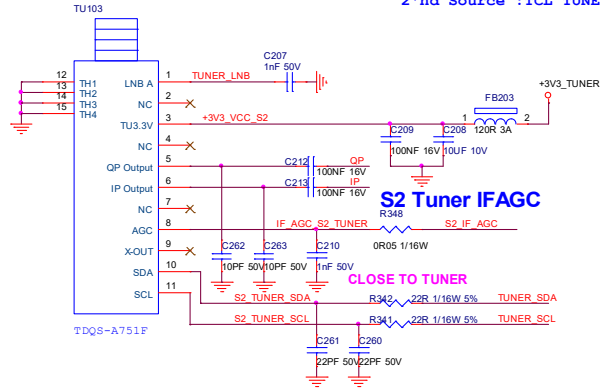 2'nd Source :TCL TUNE
TU103
C207
1nF 50V
TUNER_LNB
1
LNB A
12
TH1
13
TH2
14
TH3
15
TH4
2
NC
3
TU3.3V
+3V3_VCC_S2
1
FB203
2
120R 3A
+3V3_TUNER
4
NC
C209
100NF 16V
C208
10UF 10V
5
QP Output
C212
100NF 16V
QP
6
IP Output
C213
100NF 16V
IP
S2 Tuner IFAGC
7
NC
8
AGC
IF_AGC_S2_TUNER
R348
0R05 1/16W
S2_IF_AGC
9
X-OUT
C262
10PF 50V
C263
10PF 50V
C210
1nF 50V
CLOSE TO TUNER
10
SDA
S2_TUNER_SDA
R342
22R 1/16W 5%
TUNER_SDA
11
SCL
S2_TUNER_SCL
R341
22R 1/16W 5%
TUNER_SCL
TDQS-A751F
C261
22PF 50V
C260
22PF 50V